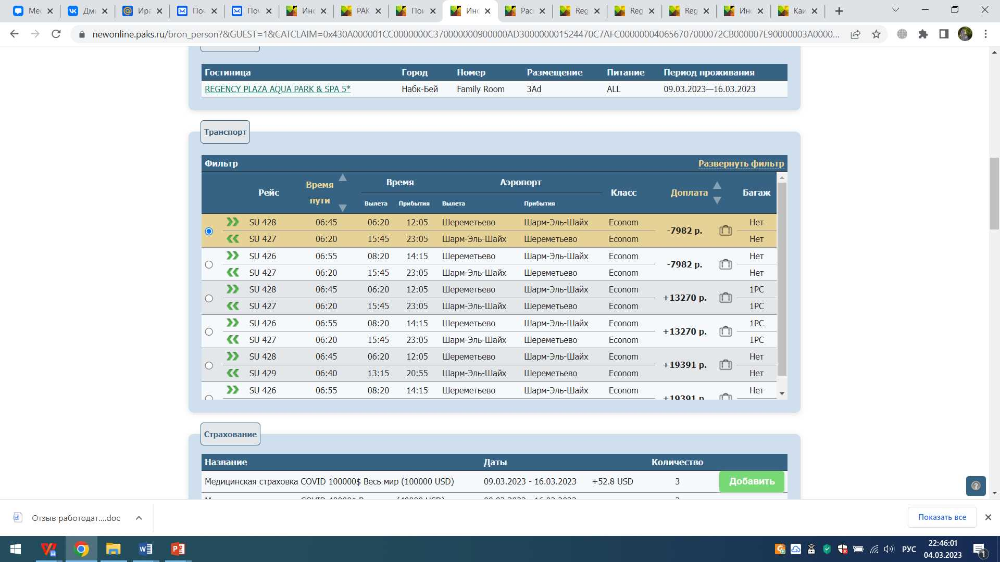 Мес
Дми
Ира
Поч
Поч
Инф
РАК
Пои
Инс
Рас
Reg
Reg
Reg
Инс
Каи
newonline.paks.ru/bron_person?&GUEST=1&CATCLAIM=0x430A000001CC0000000C370000000900000AD300000001524470C7AFC000000040656707000072CB000007E90000003A0000...
Гостиница Город Номер Размещение Питание Период проживания
REGENCY PLAZA AQUA PARK & SPA 5* Набк-Бей Family Room 3Ad ALL 09.03.2023—16.03.2023
Транспорт
Фильтр Развернуть фильтр
Рейс Время пути Время Аэропорт Класс Доплата Багаж
Вылета Прибытия Вылета Прибытия
SU 428 06:45 06:20 12:05 Шереметьево Шарм-Эль-Шайх Econom -7982 р. Нет
SU 427 06:20 15:45 23:05 Шарм-Эль-Шайх Шереметьево Econom Нет
SU 426 06:55 08:20 14:15 Шереметьево Шарм-Эль-Шайх Econom -7982 р. Нет
SU 427 06:20 15:45 23:05 Шарм-Эль-Шайх Шереметьево Econom Нет
SU 428 06:45 06:20 12:05 Шереметьево Шарм-Эль-Шайх Econom +13270 р. 1PC
SU 427 06:20 15:45 23:05 Шарм-Эль-Шайх Шереметьево Econom 1PC
SU 426 06:55 08:20 14:15 Шереметьево Шарм-Эль-Шайх Econom +13270 р. 1PC
SU 427 06:20 15:45 23:05 Шарм-Эль-Шайх Шереметьево Econom 1PC
SU 428 06:45 06:20 12:05 Шереметьево Шарм-Эль-Шайх Econom +19391 р. Нет
SU 429 06:40 13:15 20:55 Шарм-Эль-Шайх Шереметьево Econom Нет
SU 426 06:55 08:20 14:15 Шереметьево Шарм-Эль-Шайх Econom +19391 р. Нет
Страхование
Название Даты Количество
Медицинская страховка COVID 100000$ Весь мир (100000 USD) 09.03.2023 - 16.03.2023 +52.8 USD 3 Добавить
Отзыв работодат....doc
Показать все
РУС
22:46:01
04.03.2023
1